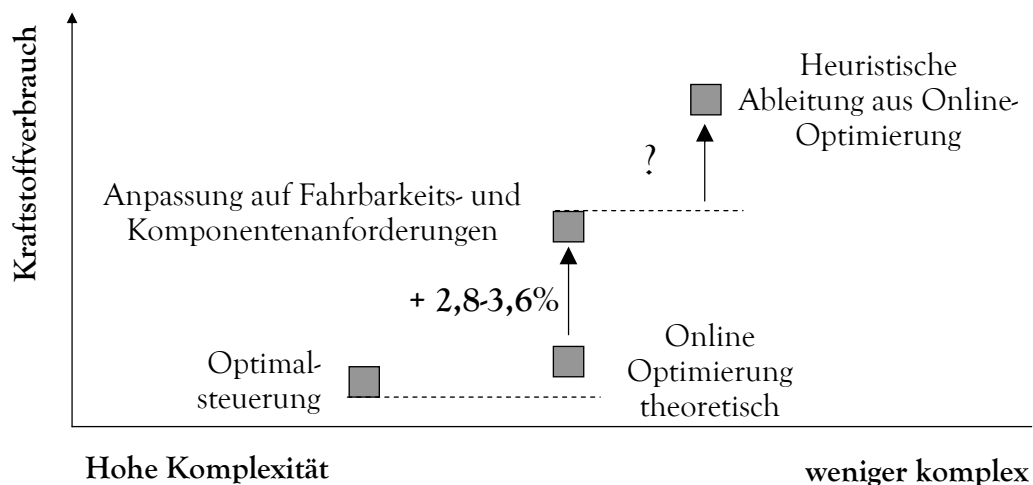 Kraftstoffverbrauch
Heuristische
Ableitung aus Online-
Optimierung
?
Anpassung auf Fahrbarkeits- und
Komponentenanforderungen
+ 2,8-3,6%
Optimal-
steuerung
Online
Optimierung
theoretisch
Hohe Komplexität
weniger komplex